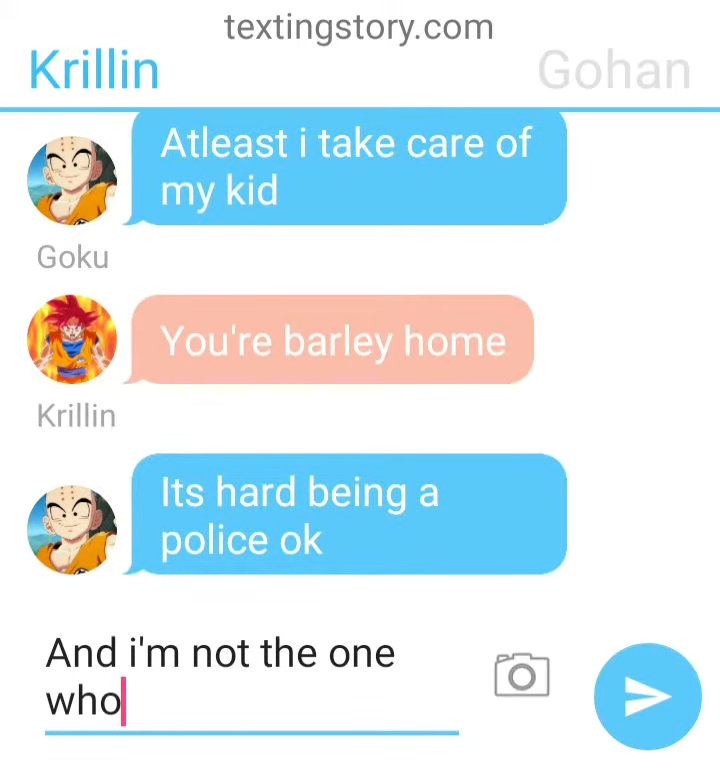 textingstory.com
Krillin
Gohan
Atleast i take care of
my kid
Goku
You're barley home
Krillin
Its hard being a
police ok
And i'm not the one
who